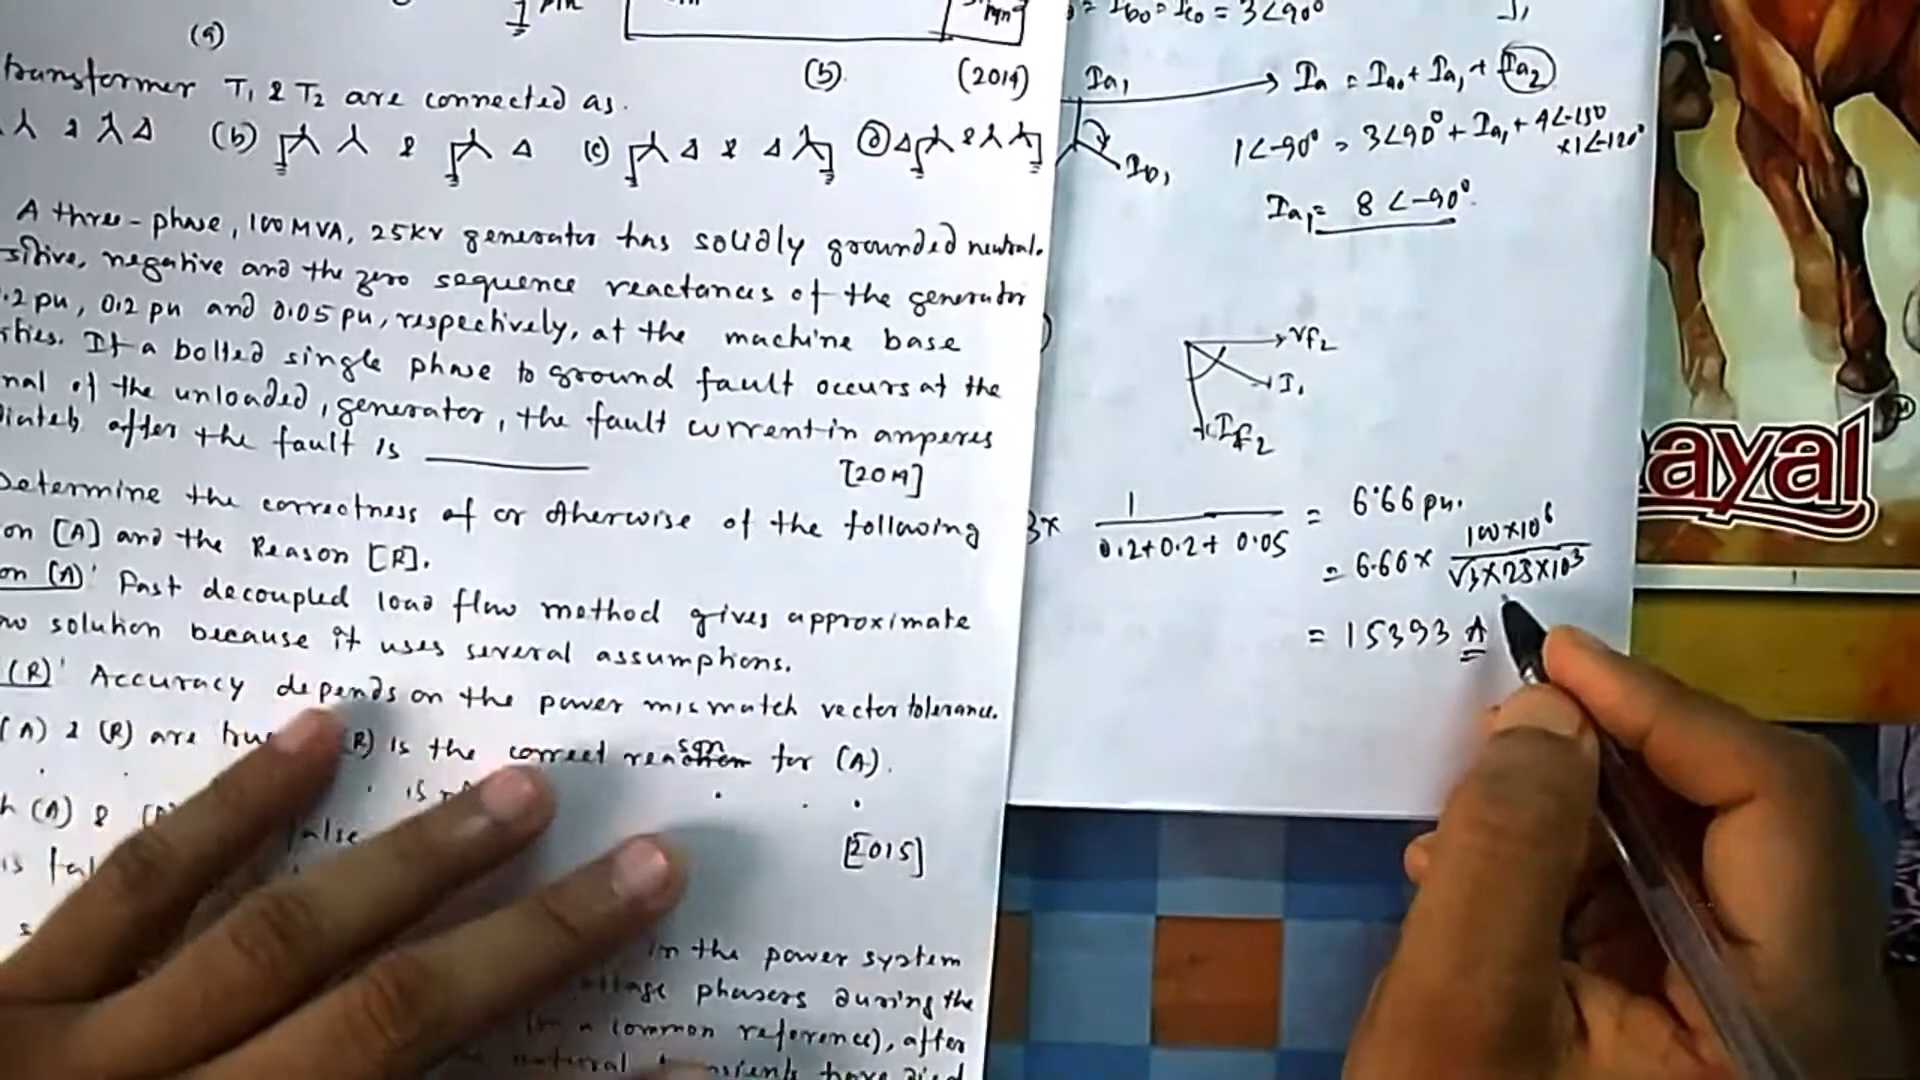 (a)
(b) (2014)
transformer T₁ & T₂ are connected as.
(b) & (c) & (d) &
A three-phase, 100 MVA, 25KV generator has solidly grounded neutral.
sitive, negative and the zero sequence reactances of the generator
.2 pu, 0.2 pu and 0.05 pu, respectively, at the machine base
If a bolted single phase to ground fault occurs at the
nal of the unloaded, generator, the fault current in amperes
after the fault is ______
[2014]
Determine the correctness of or otherwise of the following
on [A] and the Reason [R].
on (A): Fast decoupled load flow method gives approximate
solution because it uses several assumptions.
(R): Accuracy depends on the power mismatch vector tolerance.
(A) & (R) are (R) is the correct reason for (A).
(A) &
[2015]
in the power system
phasers during the
common reference), after
Ib0 = Ic0 = 3∠90°
Ia₁ → Ia = Ia₀ + Ia₁ + Ia₂
1∠-90° = 3∠90° + Ia₁ + 4∠-150
×1∠-120°
Ib₁
Ia₁ = 8∠-90°
Vf₂
I₁
If₂
3× 1 / 0.2+0.2+0.05 = 6.66 pu.
= 6.66 × 100×10⁶ / √3×25×10³
= 15393 A
ayal